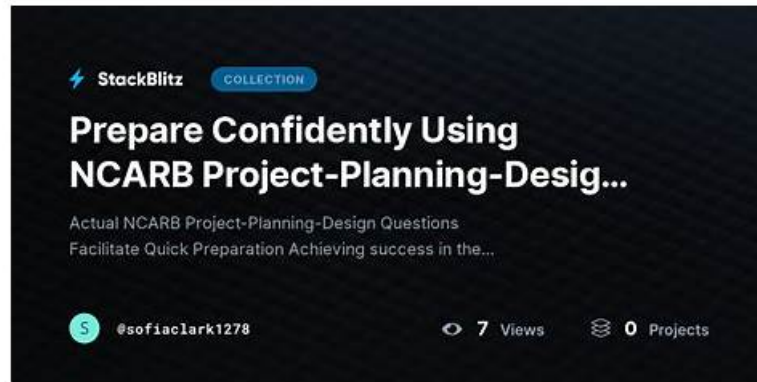 StackBlitz COLLECTION
Prepare Confidently Using
NCARB Project-Planning-Desig...
Actual NCARB Project-Planning-Design Questions
Facilitate Quick Preparation Achieving success in the...
S @sofiaclark1278 7 Views 0 Projects